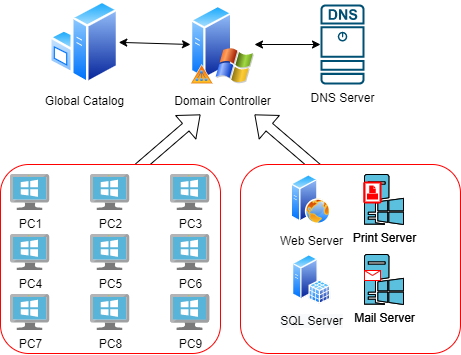 DNS
Global Catalog
Domain Controller
DNS Server
PC1
PC2
PC3
PC4
PC5
PC6
PC7
PC8
PC9
Web Server
Print Server
SQL Server
Mail Server